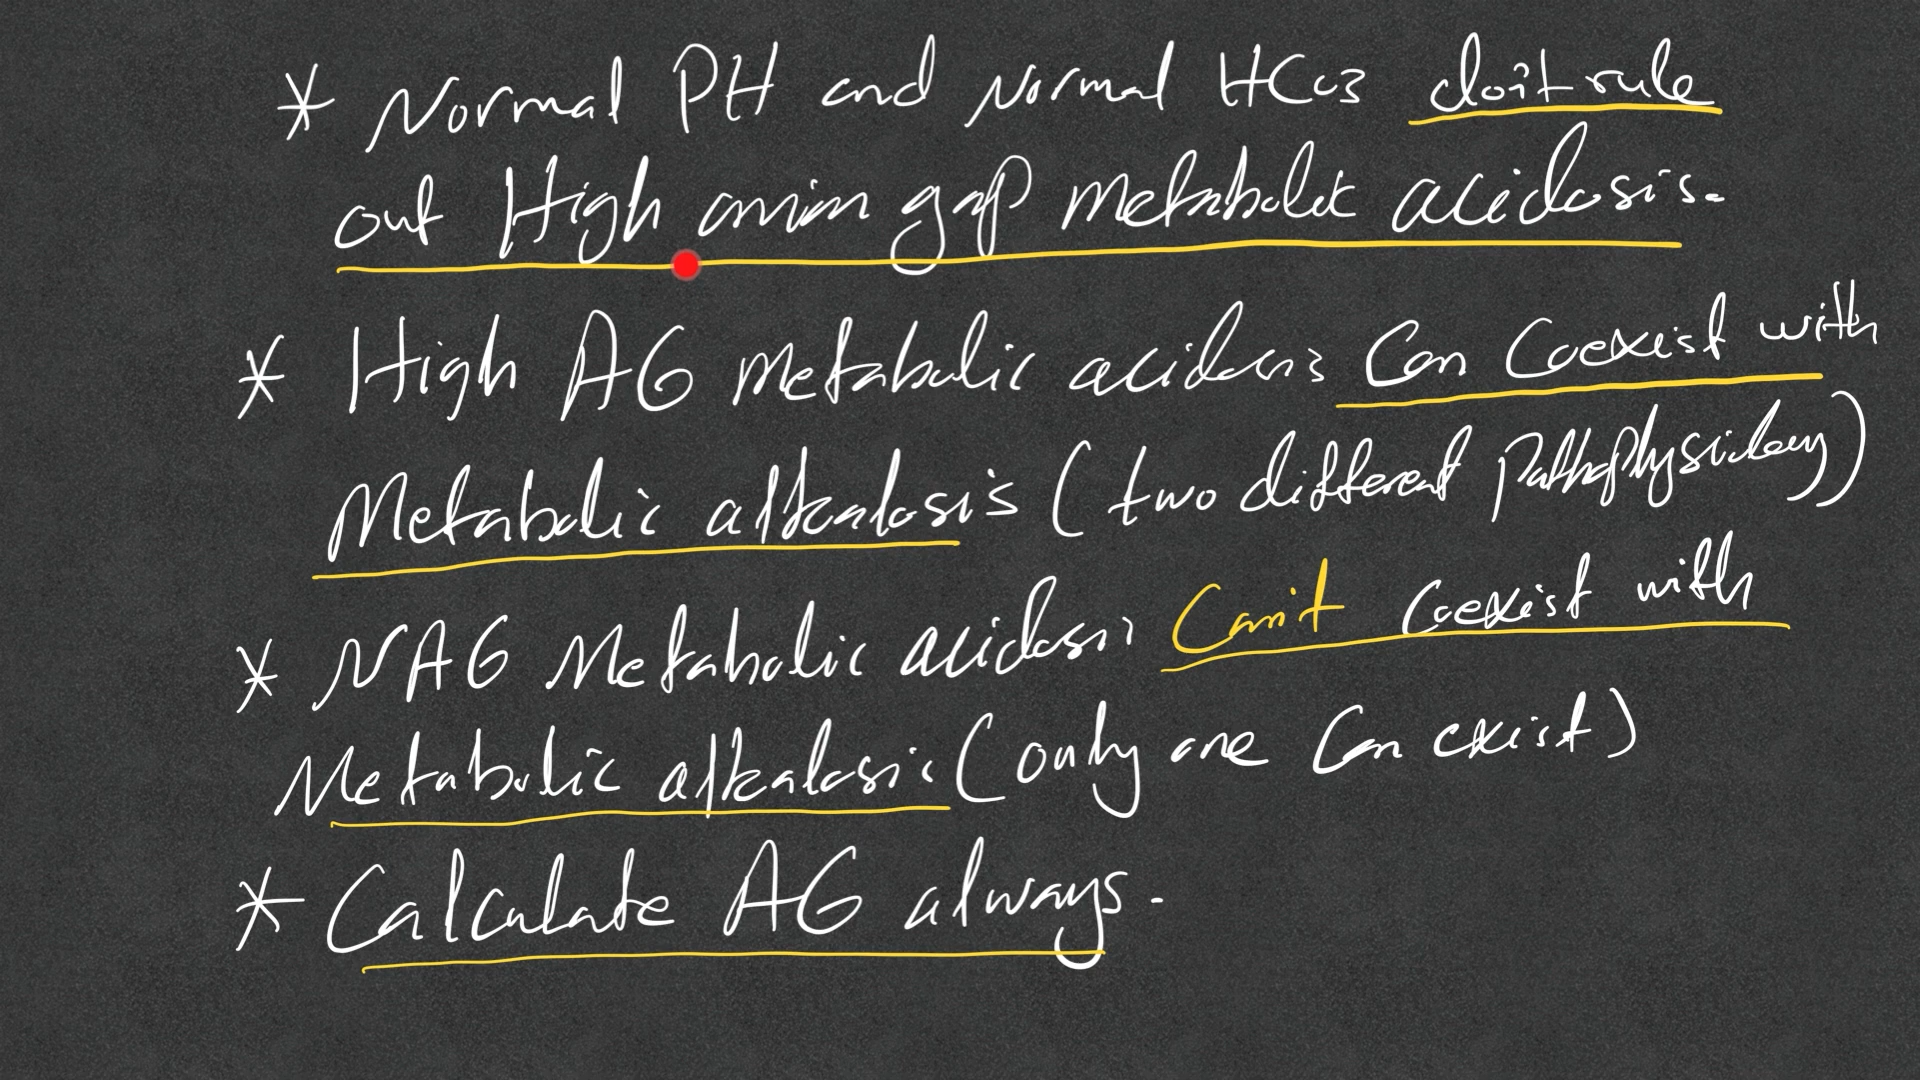 * Normal PH and Normal HCO3 don't rule
out High anion gap metabolic acidosis.
* High AG metabolic acidosis Can Coexist with
Metabolic alkalosis (two different pathophysiology)
* NAG Metabolic acidosis Can't Coexist with
Metabolic alkalosis (only one Can exist)
* Calculate AG always.